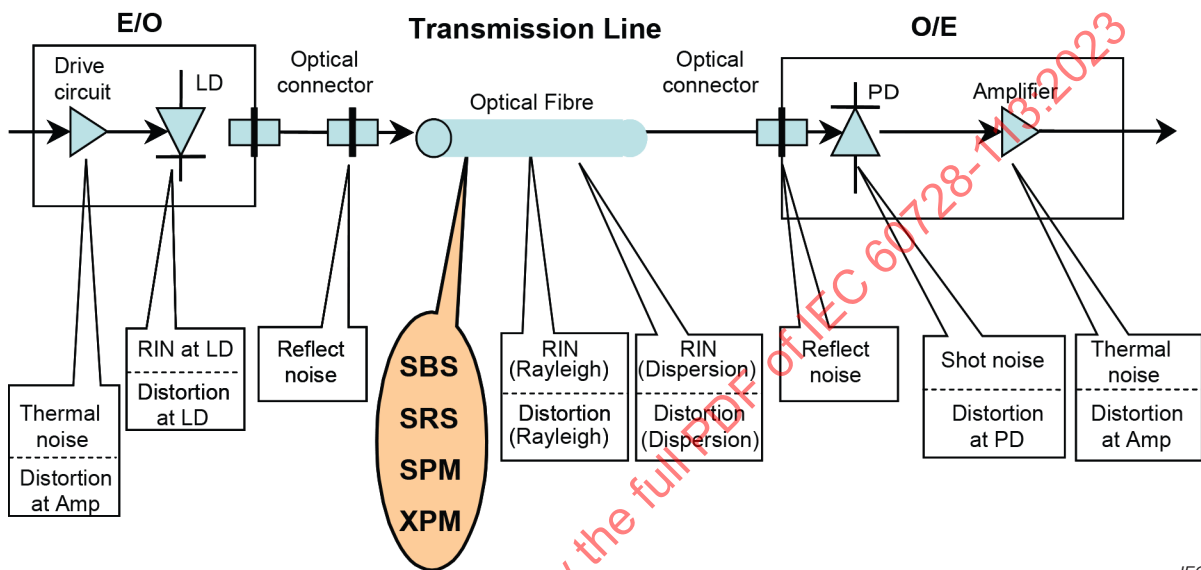 E/O
Transmission Line
O/E
Drive
circuit
LD
Optical
connector
Optical Fibre
Optical
connector
PD
Amplifier
Thermal
noise
Distortion
at Amp
RIN at LD
Distortion
at LD
Reflect
noise
SBS
SRS
SPM
XPM
RIN
(Rayleigh)
Distortion
(Rayleigh)
RIN
(Dispersion)
Distortion
(Dispersion)
Reflect
noise
Shot noise
Distortion
at PD
Thermal
noise
Distortion
at Amp
the full PDF of IEC 60728-113:2023